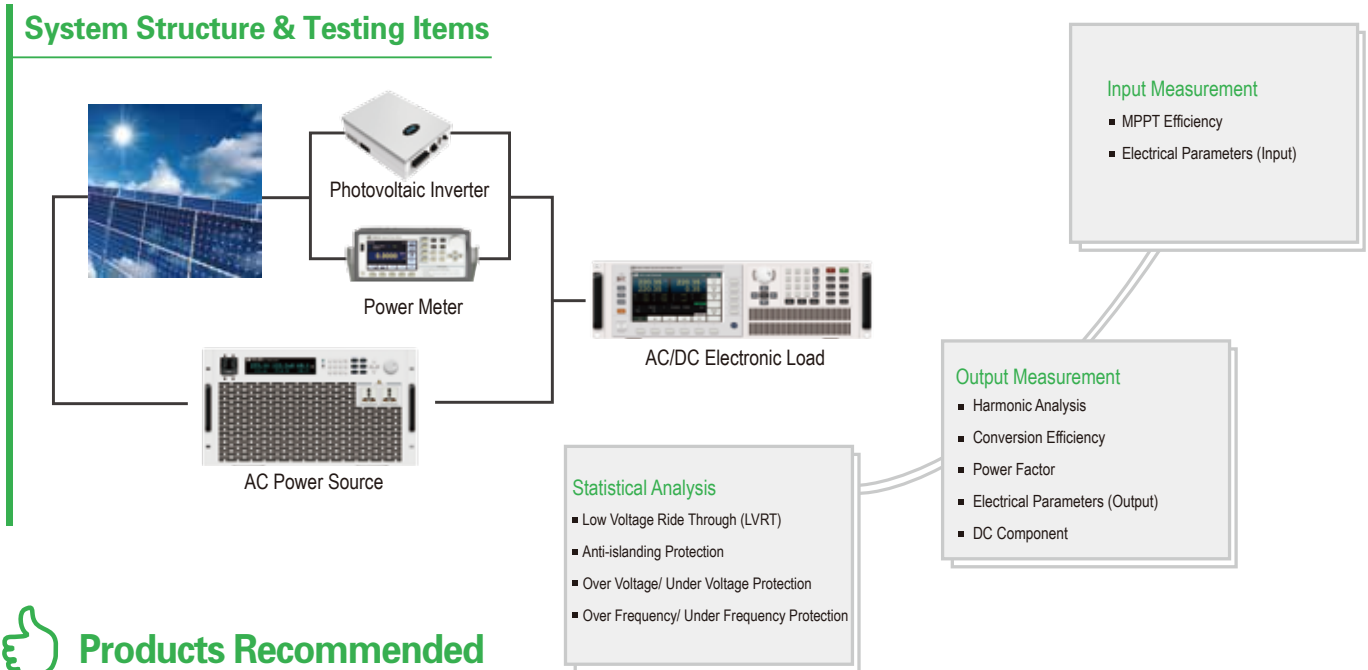 System Structure & Testing Items
Photovoltaic Inverter
Power Meter
AC/DC Electronic Load
AC Power Source
Input Measurement
▪ MPPT Efficiency
▪ Electrical Parameters (Input)
Output Measurement
▪ Harmonic Analysis
▪ Conversion Efficiency
▪ Power Factor
▪ Electrical Parameters (Output)
▪ DC Component
Statistical Analysis
▪ Low Voltage Ride Through (LVRT)
▪ Anti-islanding Protection
▪ Over Voltage/ Under Voltage Protection
▪ Over Frequency/ Under Frequency Protection
Products Recommended